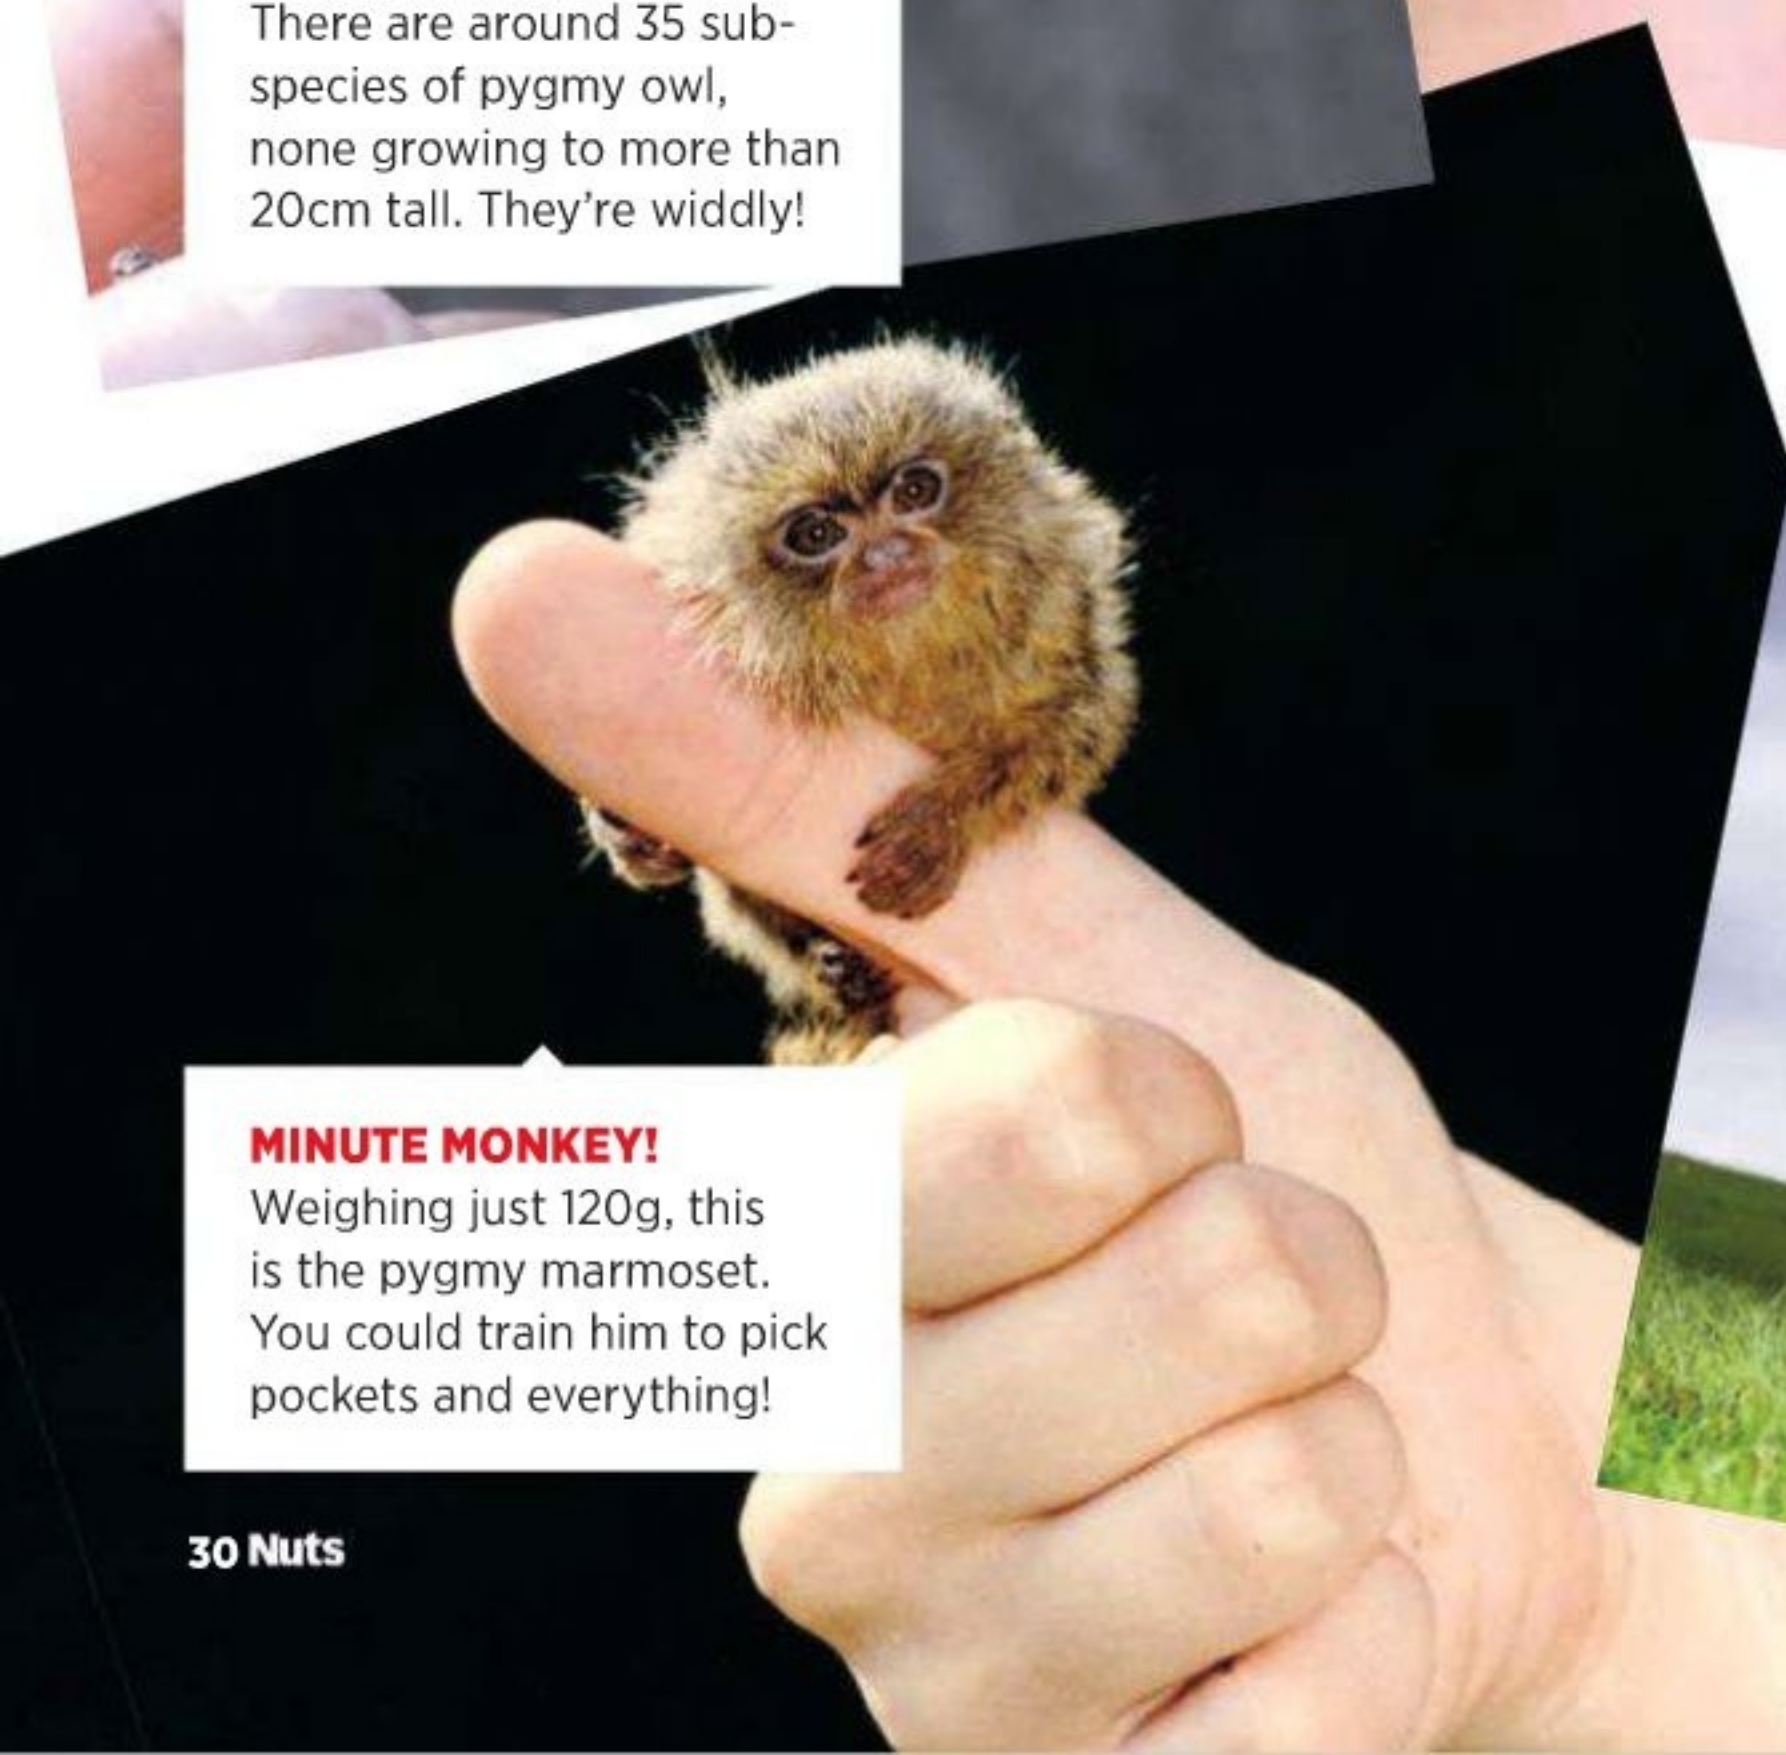 There are around 35 sub-
species of pygmy owl,
none growing to more than
20cm tall. They're widdly!
MINUTE MONKEY!
Weighing just 120g, this
is the pygmy marmoset.
You could train him to pick
pockets and everything!
30 Nuts